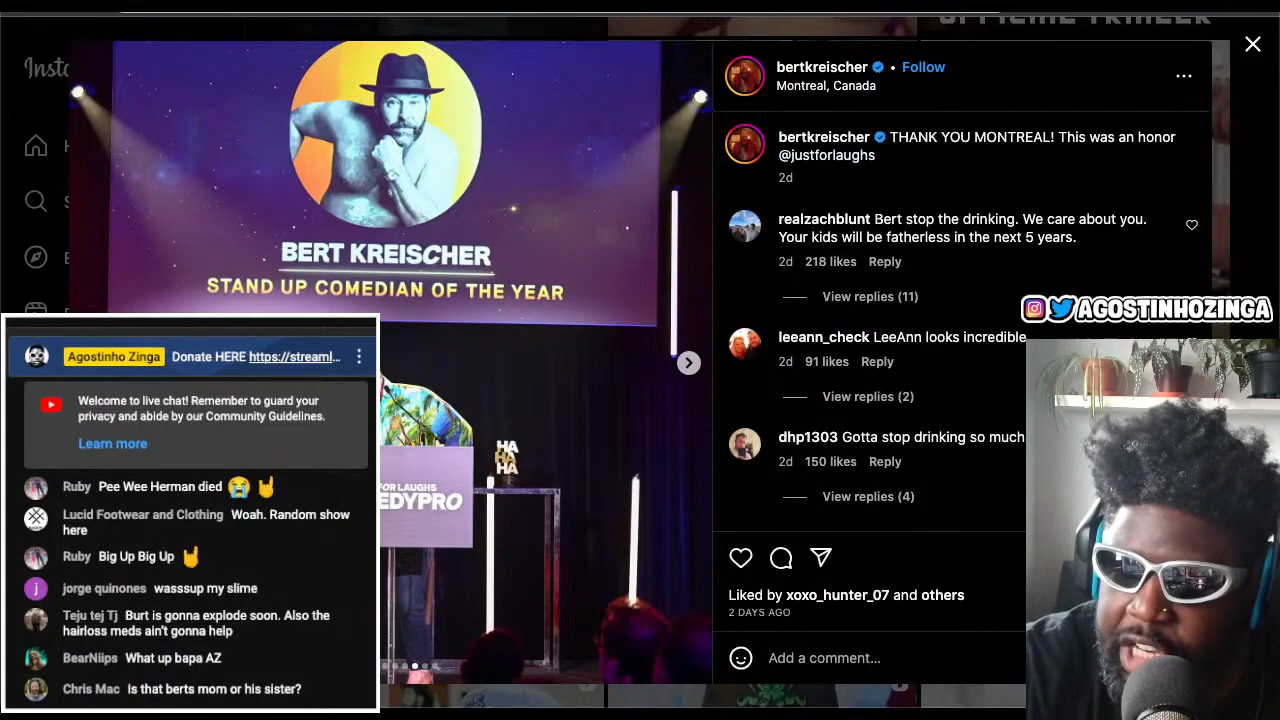 Insta
BERT KREISCHER
STAND UP COMEDIAN OF THE YEAR
HA
HA
HA
FOR LAUGHS
EDYPRO
bertkreischer • Follow
Montreal, Canada
bertkreischer THANK YOU MONTREAL! This was an honor
@justforlaughs
2d
realzachblunt Bert stop the drinking. We care about you.
Your kids will be fatherless in the next 5 years.
2d 218 likes Reply
View replies (11)
leeann_check LeeAnn looks incredible
2d 91 likes Reply
View replies (2)
dhp1303 Gotta stop drinking so much
2d 150 likes Reply
View replies (4)
Liked by xoxo_hunter_07 and others
2 DAYS AGO
Add a comment...
AGOSTINHOZINGA
Agostinho Zinga Donate HERE https://streaml...
Welcome to live chat! Remember to guard your
privacy and abide by our Community Guidelines.
Learn more
Ruby Pee Wee Herman died 😭 🤘
Lucid Footwear and Clothing Woah. Random show
here
Ruby Big Up Big Up 🤘
j
jorge quinones wasssup my slime
Teju tej Tj Burt is gonna explode soon. Also the
hairloss meds ain't gonna help
BearNiips What up bapa AZ
Chris Mac Is that berts mom or his sister?